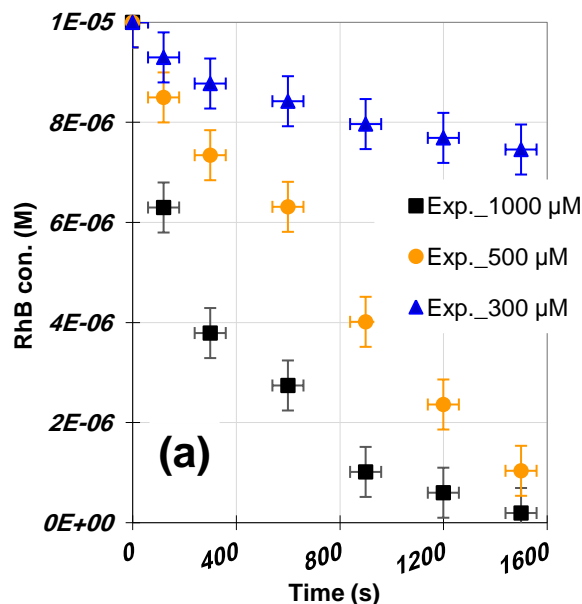 1E-05
8E-06
6E-06
4E-06
2E-06
0E+00
RhB con. (M)
Exp._1000 µM
Exp._500 µM
Exp._300 µM
(a)
0
400
800
1200
1600
Time (s)